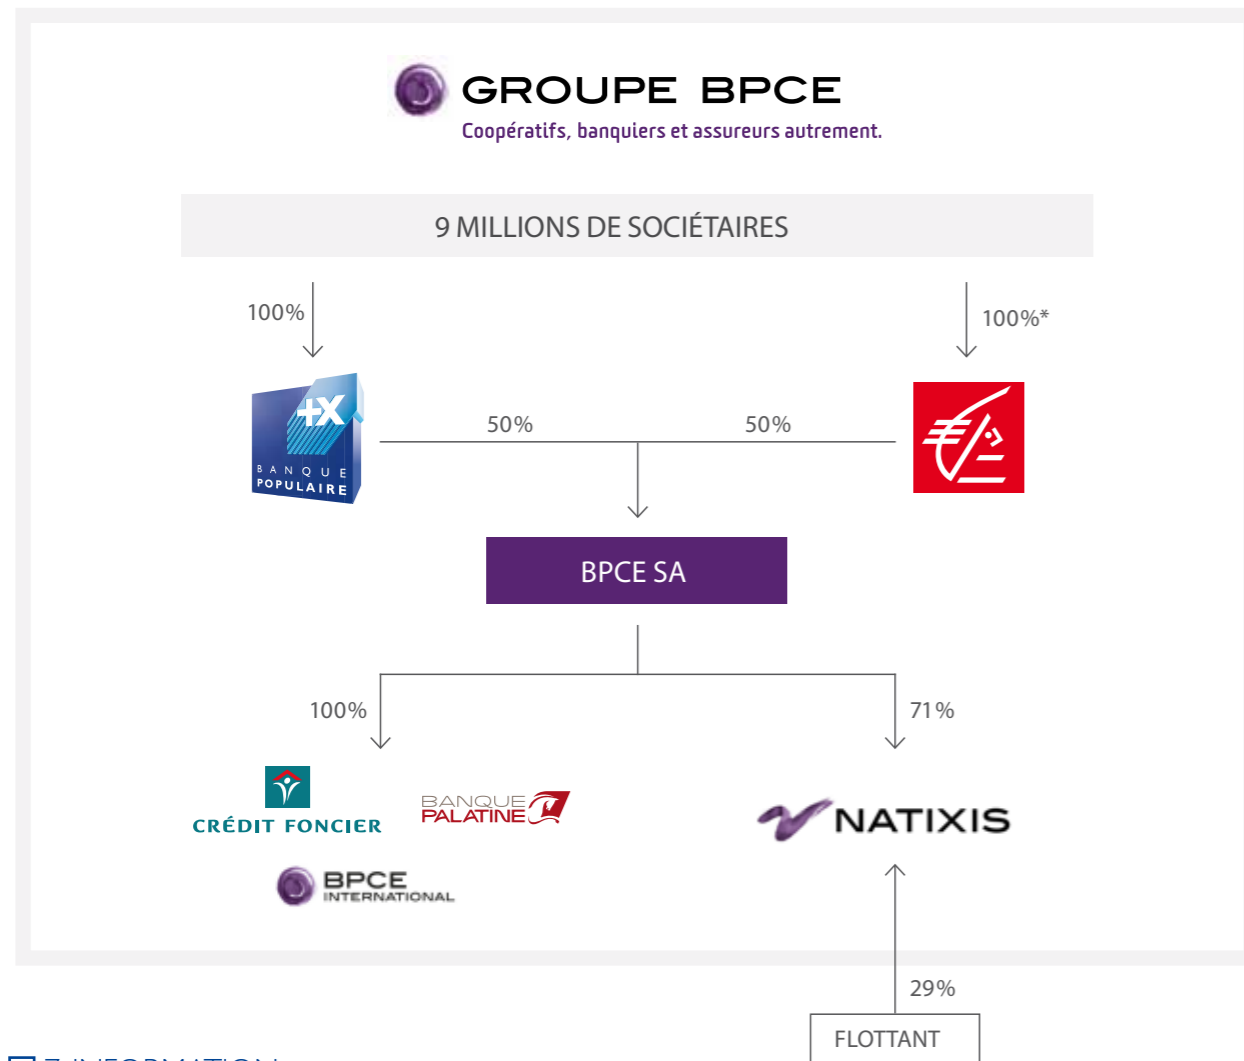 GROUPE BPCE
Coopératifs, banquiers et assureurs autrement.
9 MILLIONS DE SOCIÉTAIRES
100%
100%*
+X
BANQUE
POPULAIRE
50%
50%
BPCE SA
100%
71%
CRÉDIT FONCIER
BANQUE
PALATINE
BPCE
INTERNATIONAL
NATIXIS
29%
FLOTTANT